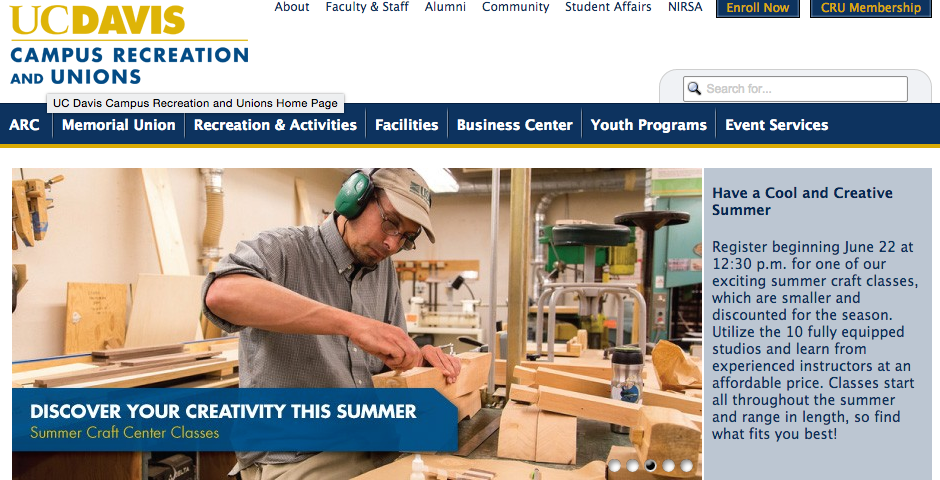 UCDAVIS
CAMPUS RECREATION
AND UNIONS
About Faculty & Staff Alumni Community Student Affairs NIRSA Enroll Now CRU Membership
Search for...
UC Davis Campus Recreation and Unions Home Page
ARC Memorial Union Recreation & Activities Facilities Business Center Youth Programs Event Services
UC DAVIS
DISCOVER YOUR CREATIVITY THIS SUMMER
Summer Craft Center Classes
Have a Cool and Creative
Summer
Register beginning June 22 at
12:30 p.m. for one of our
exciting summer craft classes,
which are smaller and
discounted for the season.
Utilize the 10 fully equipped
studios and learn from
experienced instructors at an
affordable price. Classes start
all throughout the summer
and range in length, so find
what fits you best!